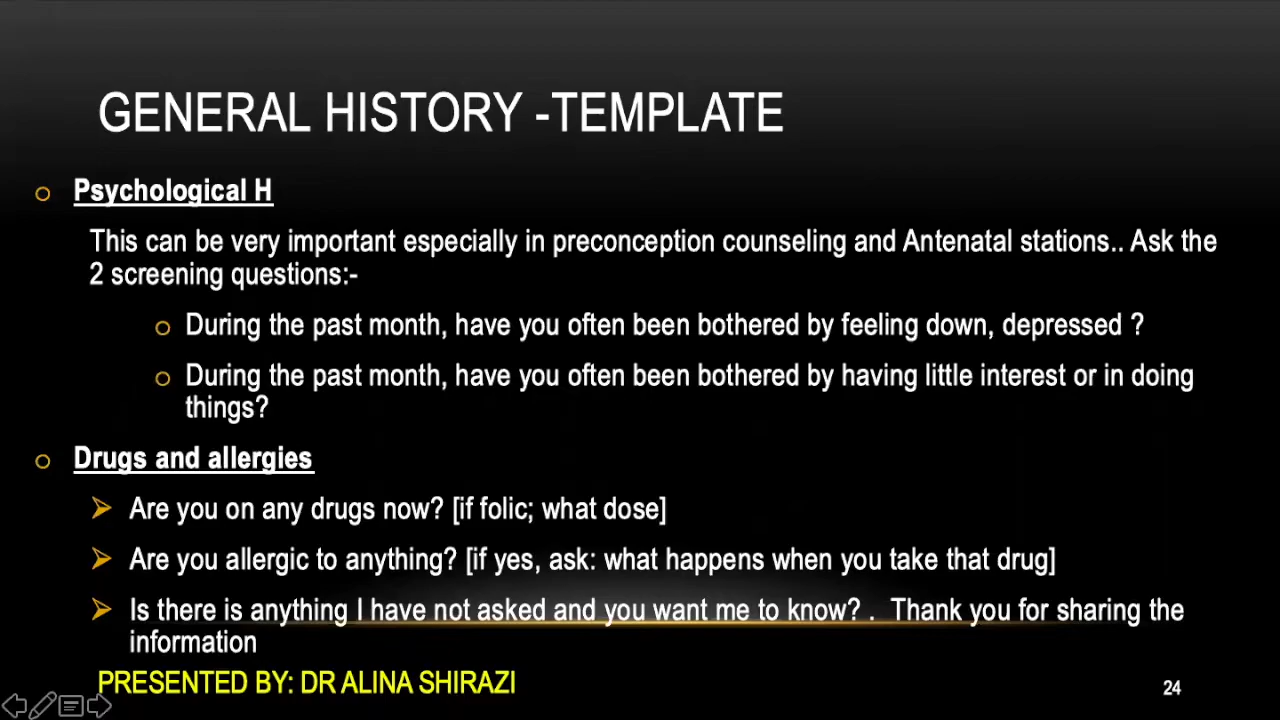 GENERAL HISTORY -TEMPLATE
Psychological H
This can be very important especially in preconception counseling and Antenatal stations.. Ask the
2 screening questions:-
During the past month, have you often been bothered by feeling down, depressed ?
During the past month, have you often been bothered by having little interest or in doing
things?
Drugs and allergies
Are you on any drugs now? [if folic; what dose]
Are you allergic to anything? [if yes, ask: what happens when you take that drug]
Is there is anything I have not asked and you want me to know? .  Thank you for sharing the
information
PRESENTED BY: DR ALINA SHIRAZI
24